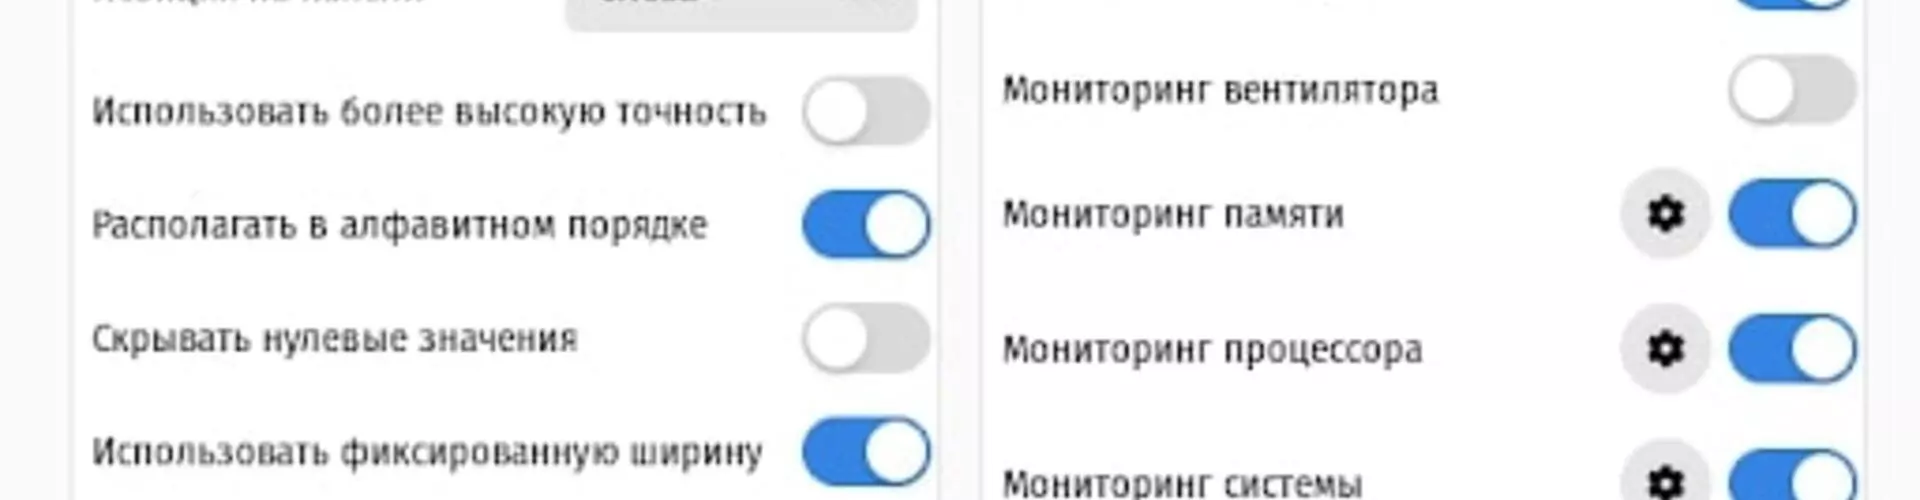 Использовать более высокую точность
Располагать в алфавитном порядке
Скрывать нулевые значения
Использовать фиксированную ширину
Мониторинг вентилятора
Мониторинг памяти
Мониторинг процессора
Мониторинг системы